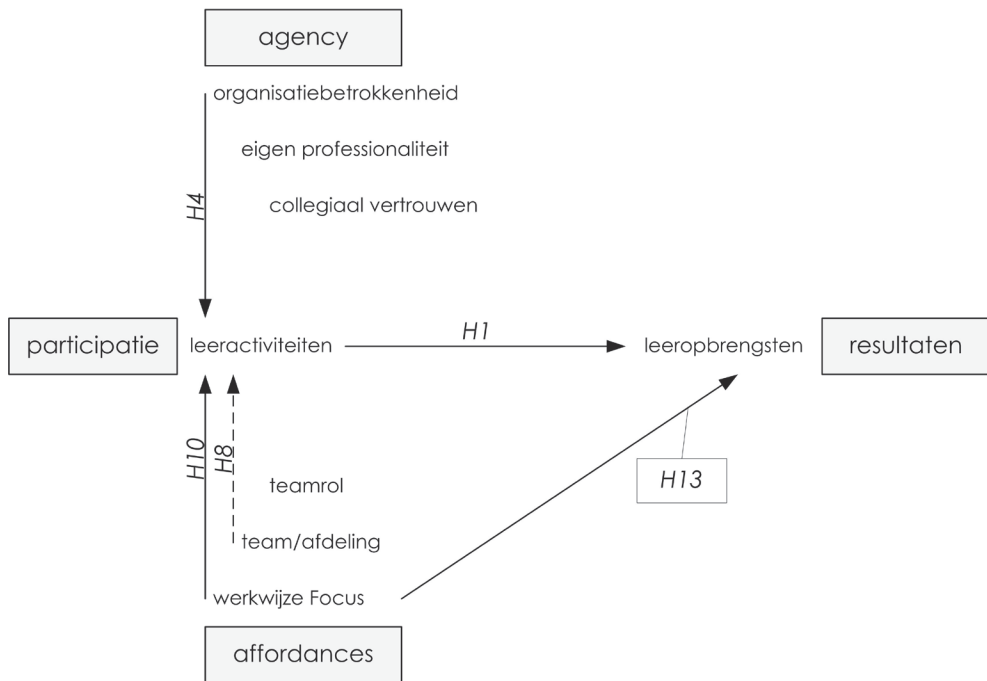 agency
organisatiebetrokkenheid
eigen professionaliteit
collegiaal vertrouwen
H4
participatie
leeractiviteiten
H1
leeropbrengsten
resultaten
H10
H8
H13
teamrol
team/afdeling
werkwijze Focus
affordances